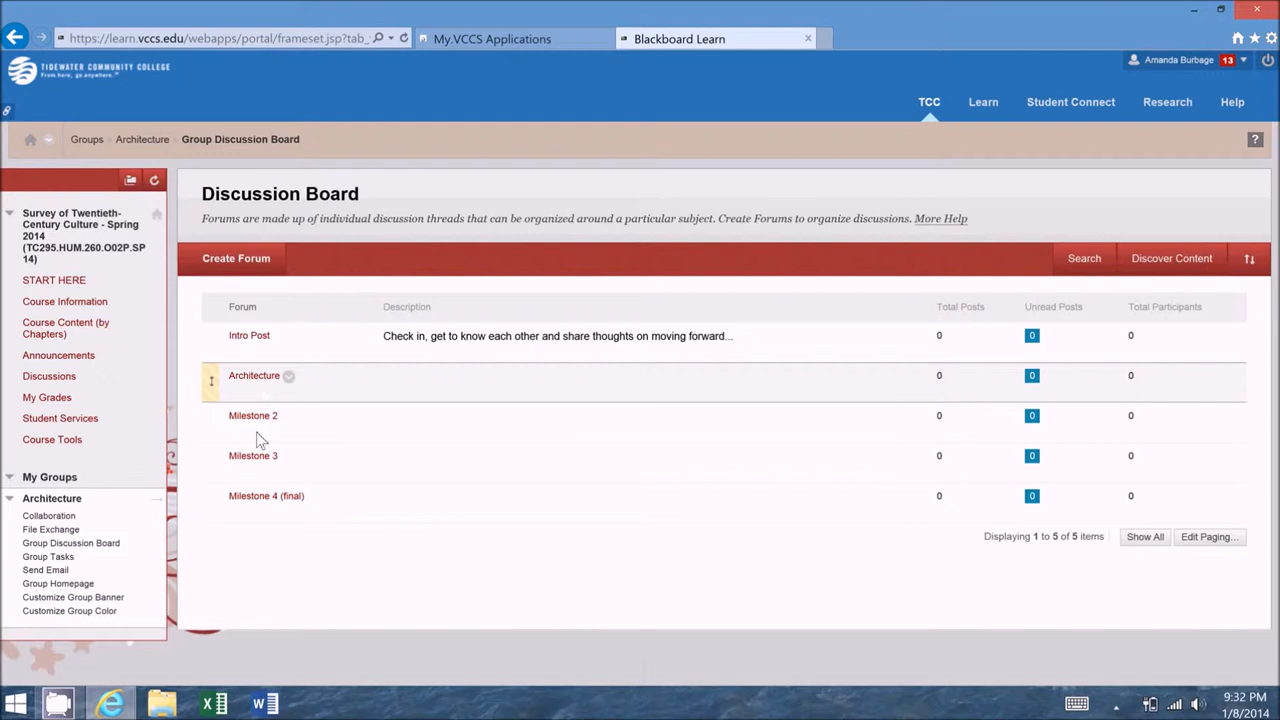 https://learn.vccs.edu/webapps/portal/frameset.jsp?tab_
My.VCCS Applications
Blackboard Learn
TIDEWATER COMMUNITY COLLEGE
From here, go anywhere.™
Amanda Burbage 13
TCC Learn Student Connect Research Help
Groups Architecture Group Discussion Board
?
Survey of Twentieth-
Century Culture - Spring
2014
(TC295.HUM.260.O02P.SP
14)
START HERE
Course Information
Course Content (by
Chapters)
Announcements
Discussions
My Grades
Student Services
Course Tools
My Groups
Architecture
Collaboration
File Exchange
Group Discussion Board
Group Tasks
Send Email
Group Homepage
Customize Group Banner
Customize Group Color
Discussion Board
Forums are made up of individual discussion threads that can be organized around a particular subject. Create Forums to organize discussions. More Help
Create Forum Search Discover Content
Forum Description Total Posts Unread Posts Total Participants
Intro Post Check in, get to know each other and share thoughts on moving forward... 0 0 0
Architecture 0 0 0
Milestone 2 0 0 0
Milestone 3 0 0 0
Milestone 4 (final) 0 0 0
Displaying 1 to 5 of 5 items Show All Edit Paging...
9:32 PM
1/8/2014